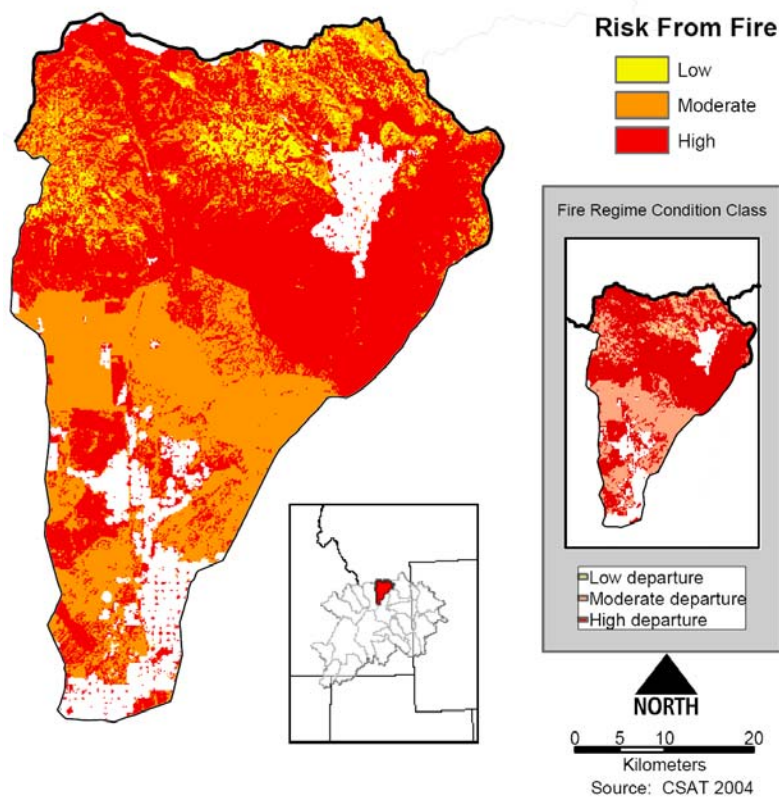 Risk From Fire
Low
Moderate
High
Fire Regime Condition Class
Low departure
Moderate departure
High departure
NORTH
0 5 10 20
Kilometers
Source: CSAT 2004